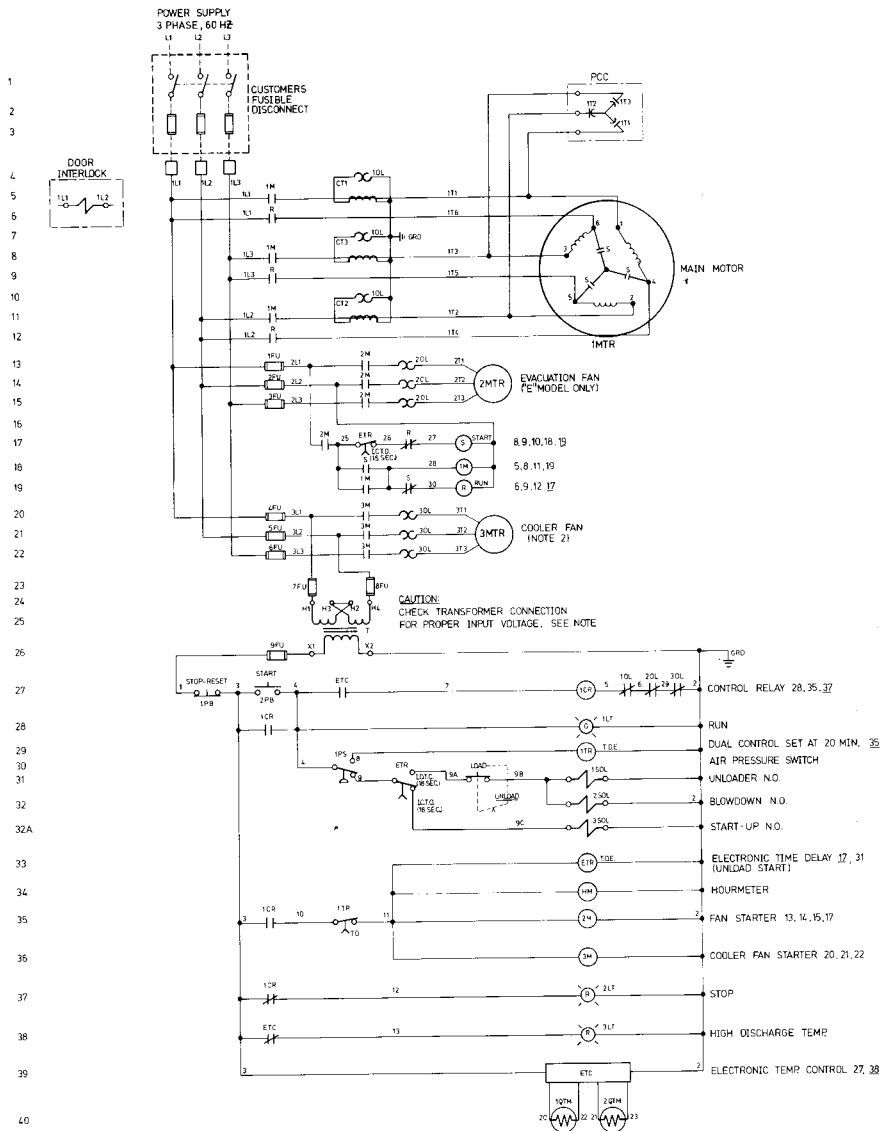 POWER SUPPLY
3 PHASE, 60 HZ
L1 L2 L3
1
CUSTOMERS
FUSIBLE
DISCONNECT
2
3
PCC
1T2 1T3
1T1
DOOR
INTERLOCK
1L1 1L2
4
1L1 1L2 1L3
1OL
CT1
5
1M
1L1
1T1
6
1L1 R
1T6
6 1
7
1OL
CT3
GRD
8
1M
1L3
1T3
3
S
9
R
1L3
1T5
S
S
4
MAIN MOTOR
10
1OL
CT2
11
1M
1L2
1T2
2
12
1L2 R
1T4
1MTR
13
1FU 2L1 2M 2OL 2T1
14
2FU 2L2 2M 2OL 2T2
2MTR
EVACUATION FAN
("E"MODEL ONLY)
15
3FU 2L3 2M 2OL 2T3
16
17
2M 25 ETR 26 R 27 S START
8,9,10,18,19
I.C.T.O.
(15 SEC.)
18
S 28 1M
5,8,11,19
19
1M S 30 R RUN
6,9,12,17
20
4FU 3L1 3M 3OL 3T1
21
5FU 3L2 3M 3OL 3T2
3MTR
COOLER FAN
(NOTE 2)
22
6FU 3L3 3M 3OL 3T3
23
7FU 8FU
24
H1 H3 H2 H4
CAUTION:
CHECK TRANSFORMER CONNECTION
25
T
FOR PROPER INPUT VOLTAGE. SEE NOTE
26
9FU X1 X2
GRD
27
1 STOP-RESET 3 START 4 ETC 7 1CR 5 1OL 6 2OL 29 3OL 2
1PB 2PB
CONTROL RELAY 28,35,37
28
1CR
G 1LT
RUN
29
1PS 8
1TR T.D.E.
DUAL CONTROL SET AT 20 MIN. 35
30
4 ETR LOAD
AIR PRESSURE SWITCH
31
9 I.O.T.C.
(18 SEC.)
9A 9B 1SOL
UNLOADER N.O.
32
I.C.T.O.
(18 SEC.)
UNLOAD
2SOL
2
BLOWDOWN N.O.
32A
9C 3SOL
START-UP N.O.
33
ETR T.D.E.
ELECTRONIC TIME DELAY 17, 31
(UNLOAD START)
34
HM
HOURMETER
35
3 1CR 10 1TR 11 2M 2
TO
FAN STARTER 13,14,15,17
36
3M
COOLER FAN STARTER 20,21,22
37
1CR 12 R 2LT
STOP
38
ETC 13 R 3LT
HIGH DISCHARGE TEMP.
39
3 ETC 2
ELECTRONIC TEMP. CONTROL 27, 38
1QTM 2QTM
40
20 22 21 23